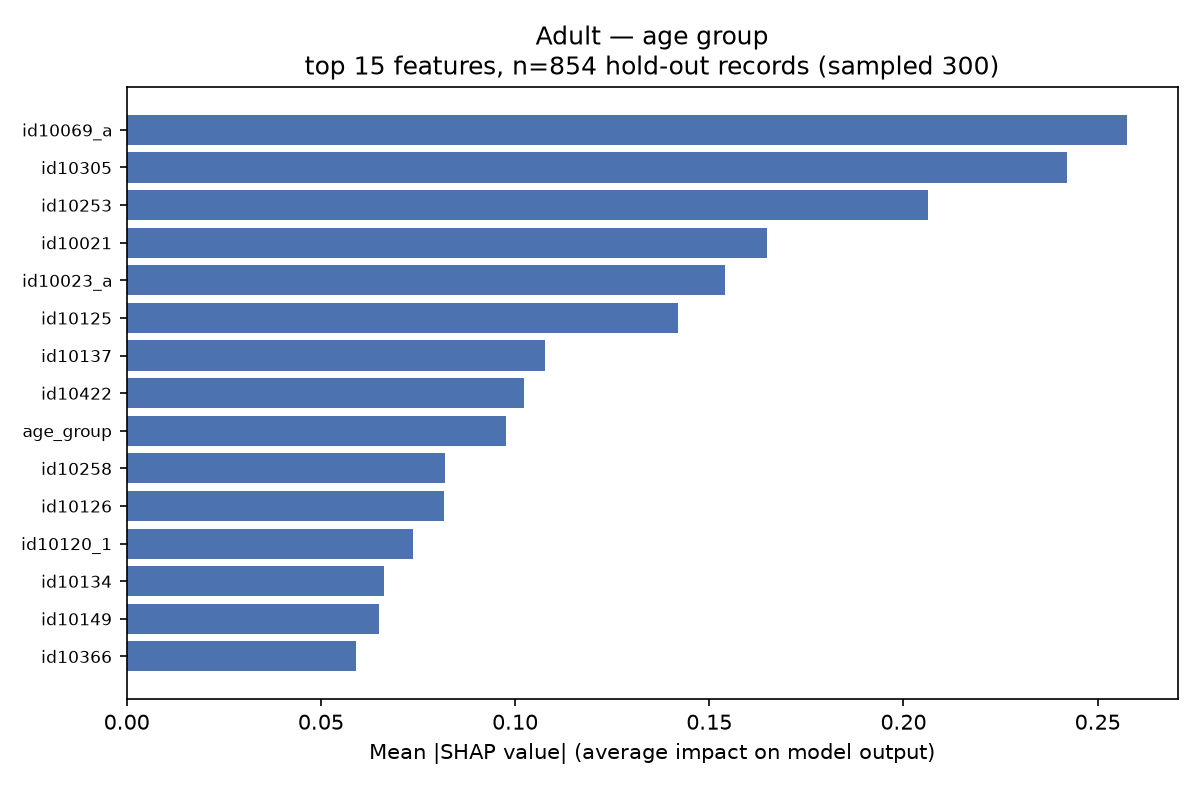 Adult — age group
top 15 features, n=854 hold-out records (sampled 300)
id10069_a
id10305
id10253
id10021
id10023_a
id10125
id10137
id10422
age_group
id10258
id10126
id10120_1
id10134
id10149
id10366
0.00 0.05 0.10 0.15 0.20 0.25
Mean |SHAP value| (average impact on model output)